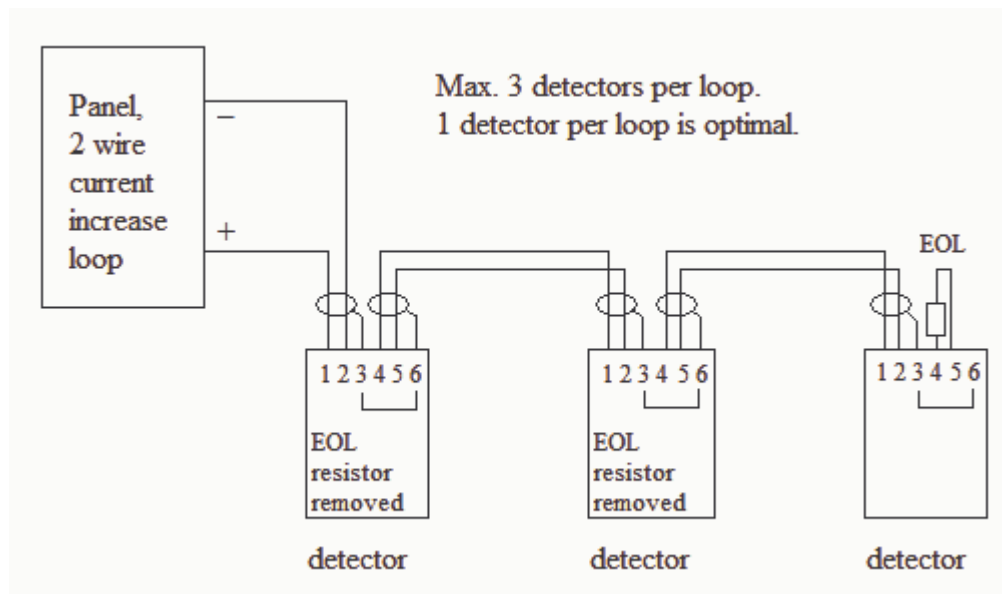 Panel,
2 wire
current
increase
loop
−
+
Max. 3 detectors per loop.
1 detector per loop is optimal.
EOL
1 2 3 4 5 6
EOL
resistor
removed
detector
1 2 3 4 5 6
EOL
resistor
removed
detector
1 2 3 4 5 6
detector